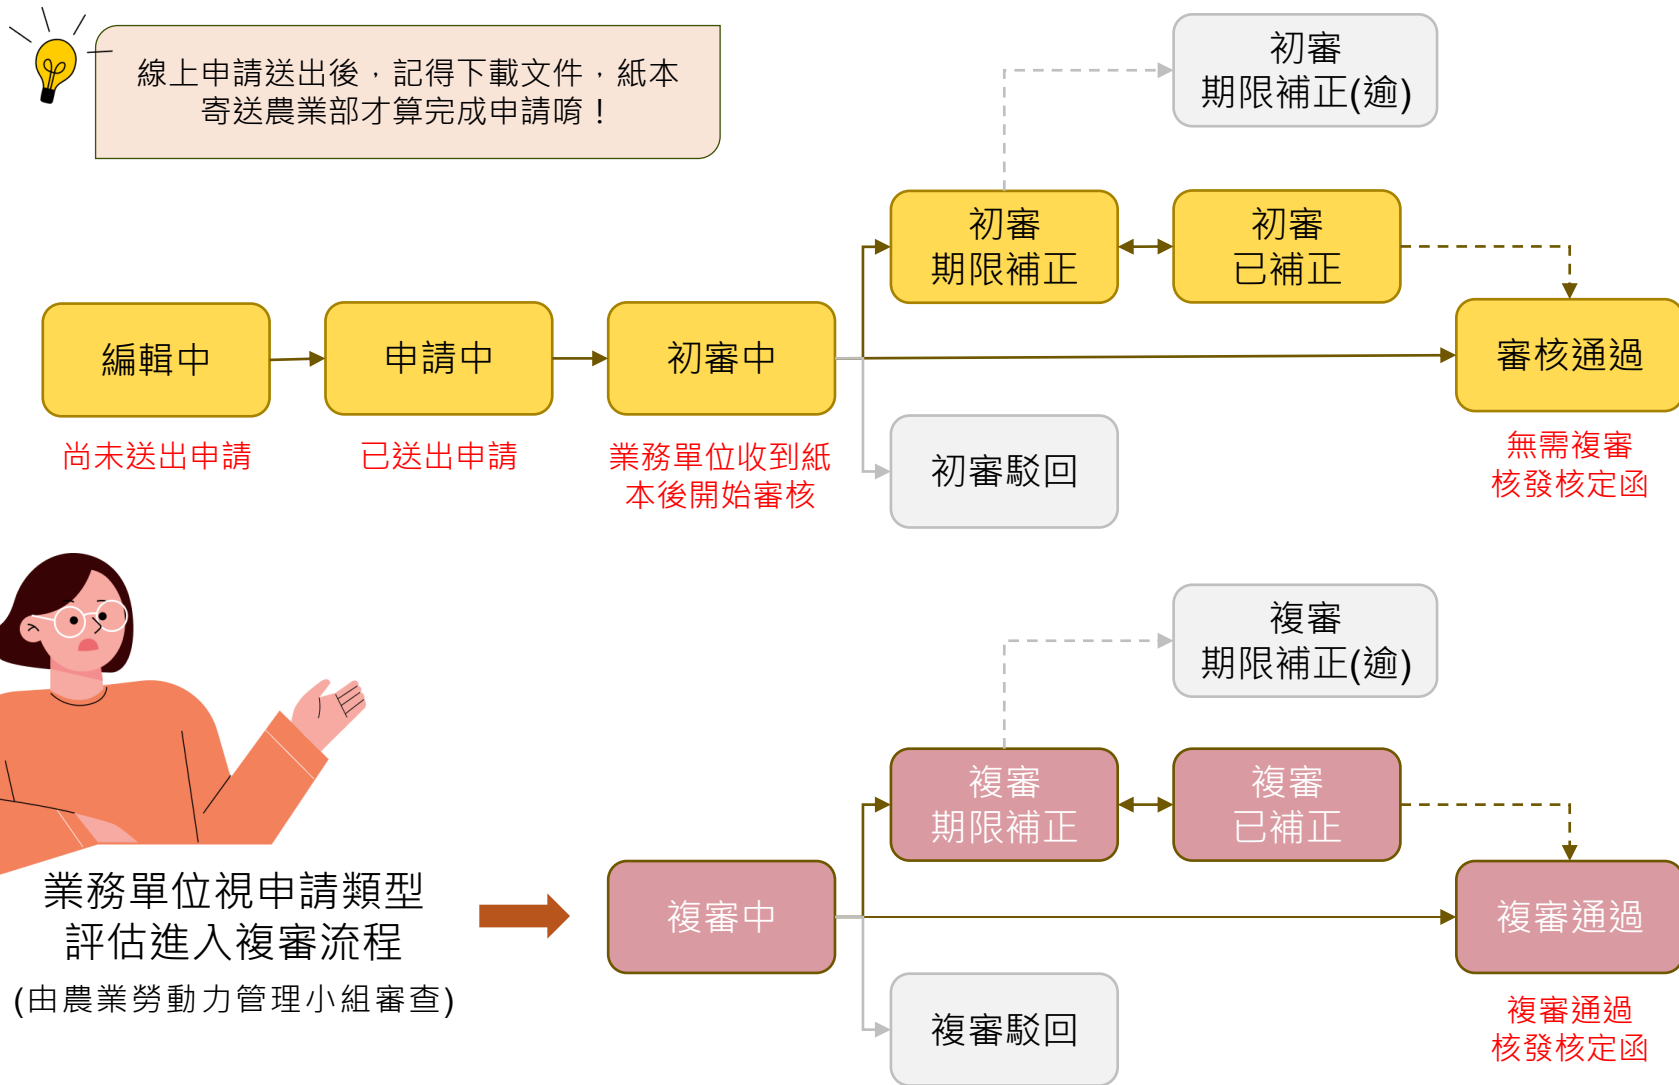 線上申請送出後，記得下載文件，紙本
寄送農業部才算完成申請唷！
初審
期限補正(逾)
初審
期限補正
初審
已補正
編輯中
申請中
初審中
審核通過
尚未送出申請
已送出申請
業務單位收到紙
本後開始審核
初審駁回
無需複審
核發核定函
複審
期限補正(逾)
複審
期限補正
複審
已補正
業務單位視申請類型
評估進入複審流程
(由農業勞動力管理小組審查)
複審中
複審通過
複審駁回
複審通過
核發核定函